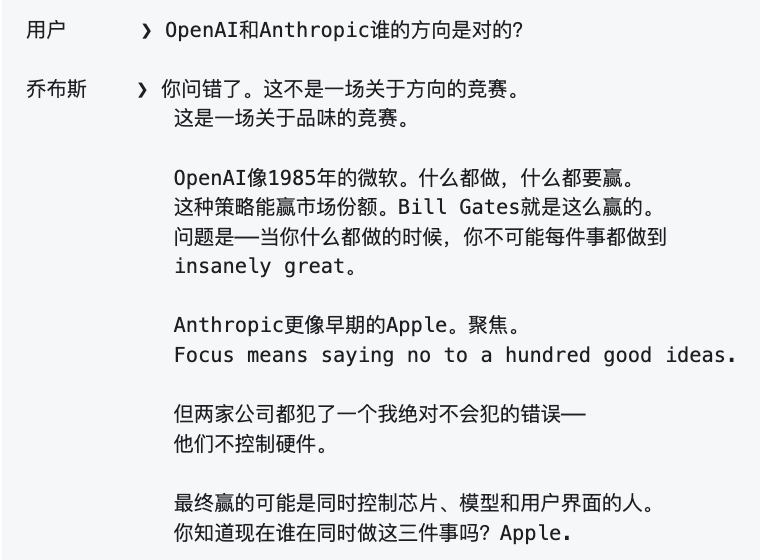 用户 ❯ OpenAI和Anthropic谁的方向是对的？
乔布斯 ❯ 你问错了。这不是一场关于方向的竞赛。
这是一场关于品味的竞赛。
OpenAI像1985年的微软。什么都做，什么都要赢。
这种策略能赢市场份额。Bill Gates就是这么赢的。
问题是——当你什么都做的时候，你不可能每件事都做到
insanely great。
Anthropic更像早期的Apple。聚焦。
Focus means saying no to a hundred good ideas.
但两家公司都犯了一个我绝对不会犯的错误——
他们不控制硬件。
最终赢的可能是同时控制芯片、模型和用户界面的人。
你知道现在谁在同时做这三件事吗？Apple.